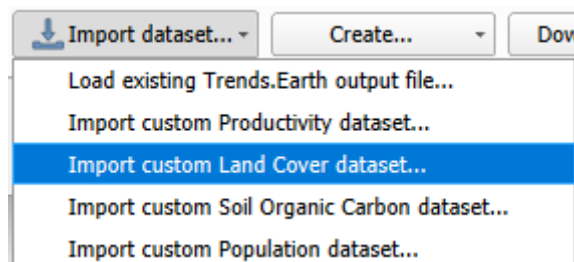 Import dataset... Create... Dow
Load existing Trends.Earth output file...
Import custom Productivity dataset...
Import custom Land Cover dataset...
Import custom Soil Organic Carbon dataset...
Import custom Population dataset...